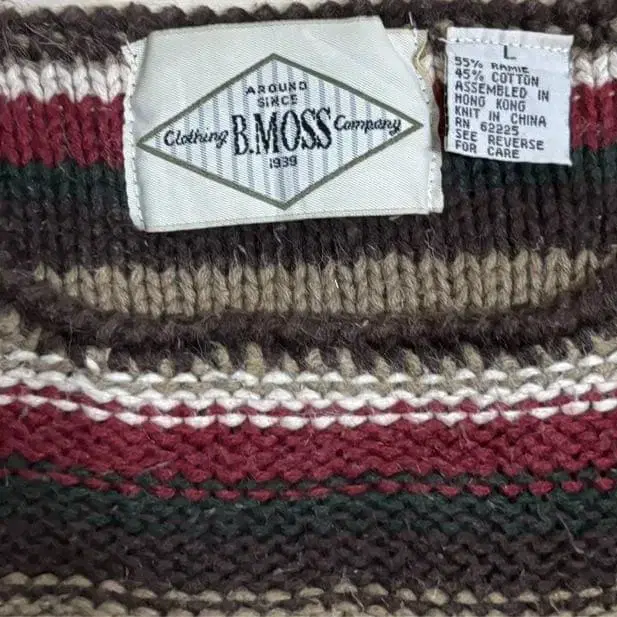 AROUND
SINCE
Clothing B.MOSS Company
1939
L
55% RAMIE
45% COTTON
ASSEMBLED IN
HONG KONG
KNIT IN CHINA
RN 62225
SEE REVERSE
FOR CARE